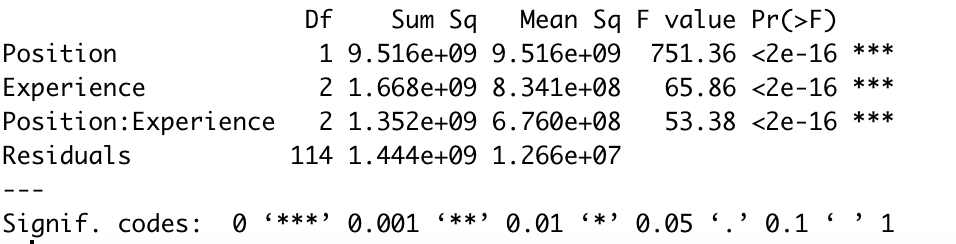 Df    Sum Sq   Mean Sq F value Pr(>F)
Position              1 9.516e+09 9.516e+09  751.36 <2e-16 ***
Experience            2 1.668e+09 8.341e+08   65.86 <2e-16 ***
Position:Experience   2 1.352e+09 6.760e+08   53.38 <2e-16 ***
Residuals           114 1.444e+09 1.266e+07
---
Signif. codes:  0 ‘***’ 0.001 ‘**’ 0.01 ‘*’ 0.05 ‘.’ 0.1 ‘ ’ 1